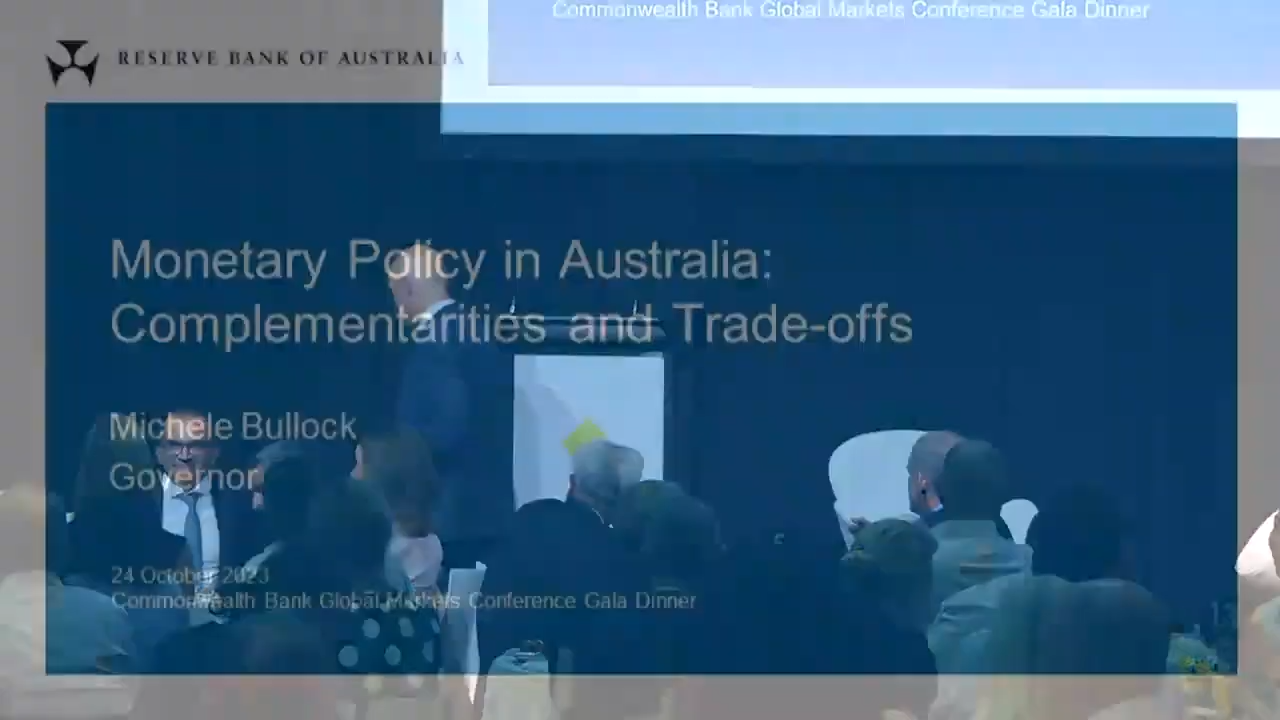 Commonwealth Bank Global Markets Conference Gala Dinner
RESERVE BANK OF AUSTRALIA
Monetary Policy in Australia:
Complementarities and Trade-offs
Michele Bullock
Governor
24 October 2023
Commonwealth Bank Global Markets Conference Gala Dinner